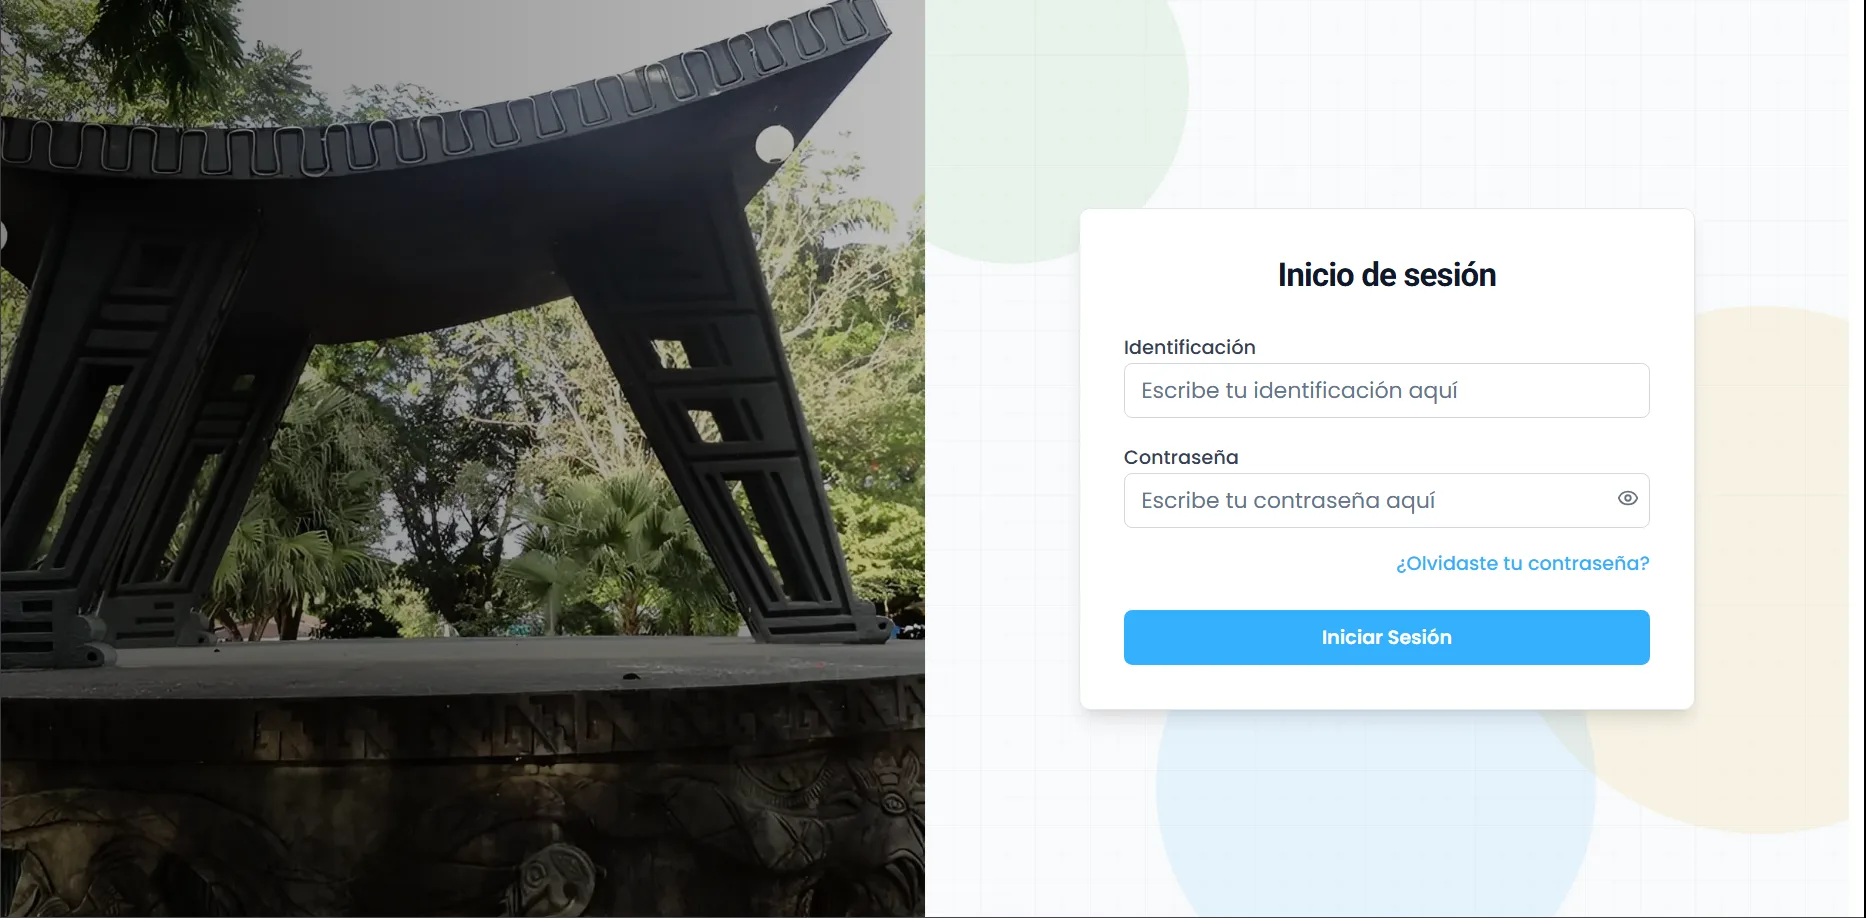 Inicio de sesión
Identificación
Escribe tu identificación aquí
Contraseña
Escribe tu contraseña aquí
¿Olvidaste tu contraseña?
Iniciar Sesión